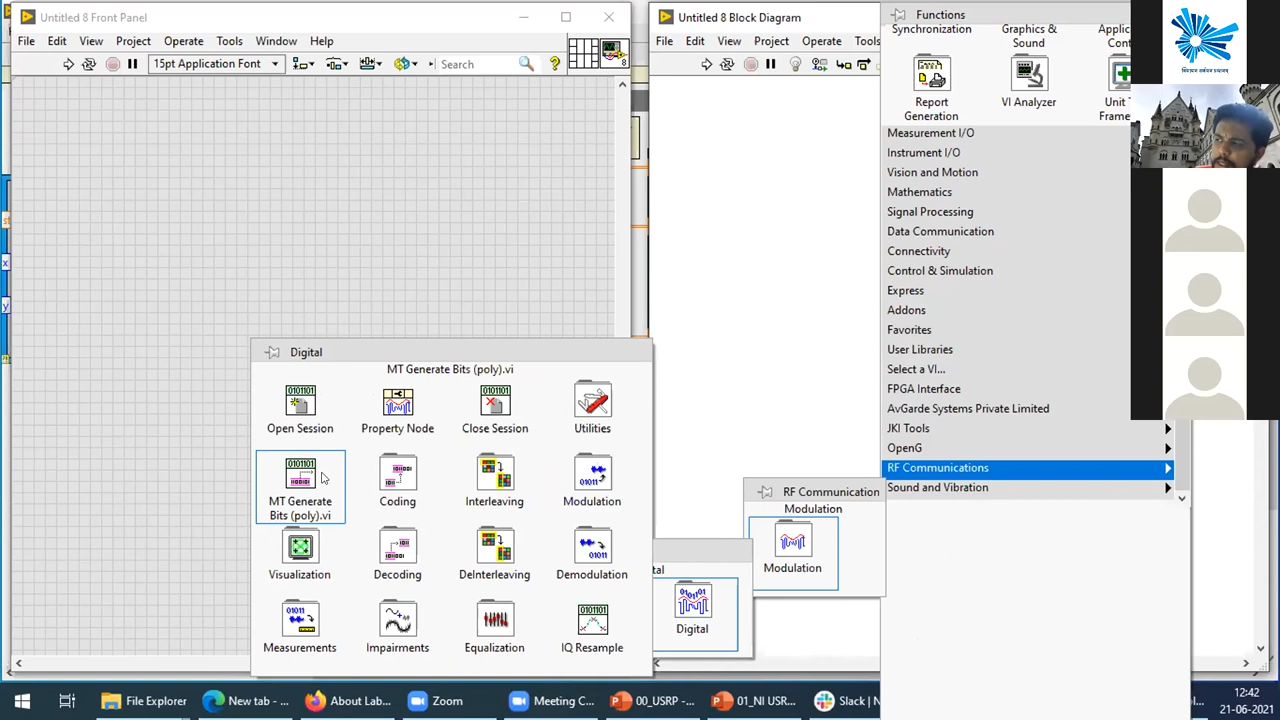 Untitled 8 Front Panel
File Edit View Project Operate Tools Window Help
15pt Application Font
Search
Untitled 8 Block Diagram
File Edit View Project Operate Tools
Functions
Synchronization
Graphics &
Sound
Report
Generation
VI Analyzer
Measurement I/O
Instrument I/O
Vision and Motion
Mathematics
Signal Processing
Data Communication
Connectivity
Control & Simulation
Express
Addons
Favorites
User Libraries
Select a VI...
FPGA Interface
AvGarde Systems Private Limited
JKI Tools
OpenG
RF Communications
Sound and Vibration
RF Communication
Modulation
Modulation
Digital
Digital
MT Generate Bits (poly).vi
Open Session
Property Node
Close Session
Utilities
MT Generate
Bits (poly).vi
Coding
Interleaving
Modulation
Visualization
Decoding
DeInterleaving
Demodulation
Measurements
Impairments
Equalization
IQ Resample
File Explorer
New tab - ...
About Lab...
Zoom
Meeting C...
00_USRP - ...
01_NI USR...
Slack | N...
12:42
21-06-2021